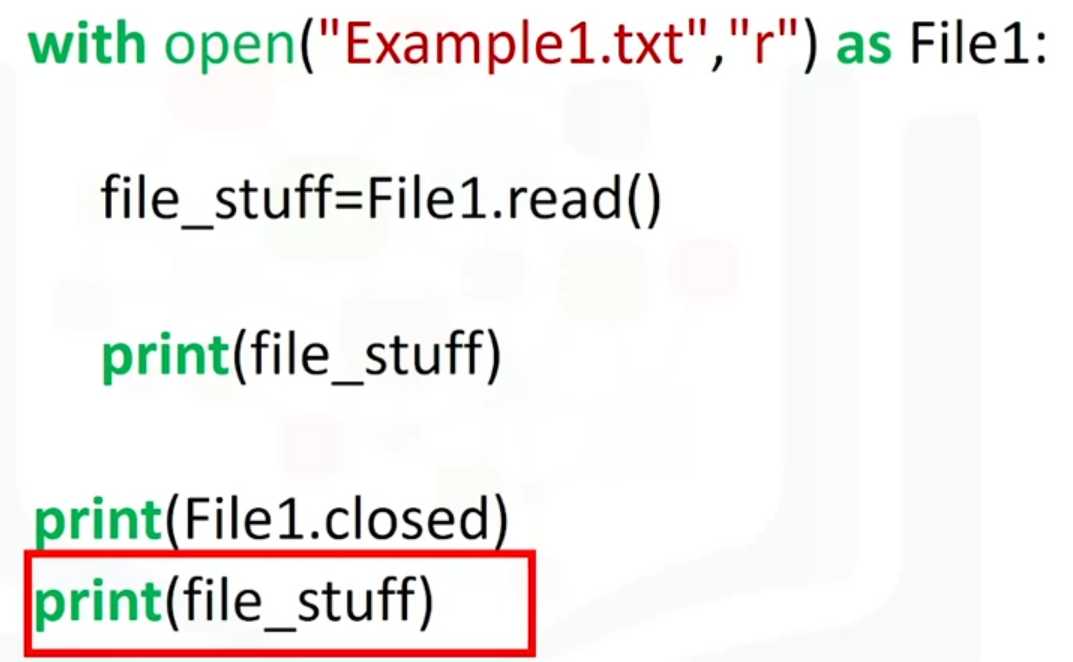 with open("Example1.txt","r") as File1:
file_stuff=File1.read()
print(file_stuff)
print(File1.closed)
print(file_stuff)